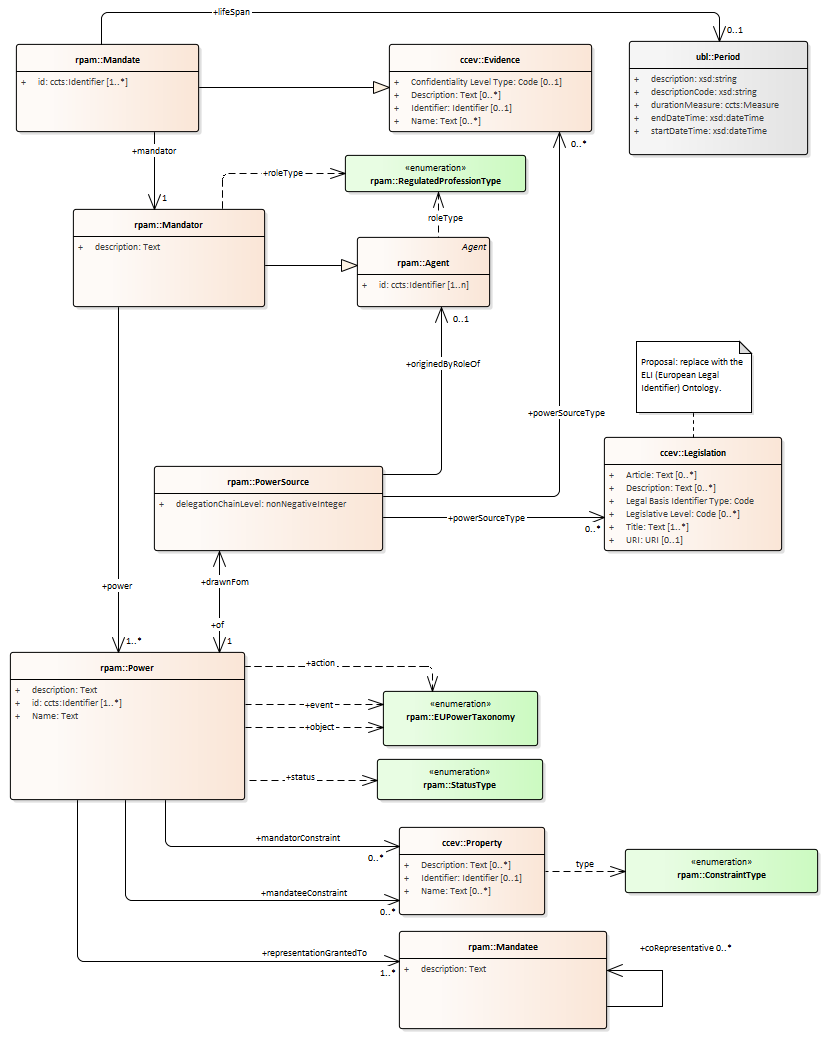 +lifeSpan
0..1
rpam::Mandate
+ id: ccts:Identifier [1..*]
ccev::Evidence
+ Confidentiality Level Type: Code [0..1]
+ Description: Text [0..*]
+ Identifier: Identifier [0..1]
+ Name: Text [0..*]
ubl::Period
+ description: xsd:string
+ descriptionCode: xsd:string
+ durationMeasure: ccts:Measure
+ endDateTime: xsd:dateTime
+ startDateTime: xsd:dateTime
+mandator
1
0..*
+roleType
«enumeration»
rpam::RegulatedProfessionType
roleType
rpam::Mandator
+ description: Text
Agent
rpam::Agent
+ id: ccts:Identifier [1..n]
0..1
+originedByRoleOf
Proposal: replace with the
ELI (European Legal
Identifier) Ontology.
+powerSourceType
ccev::Legislation
+ Article: Text [0..*]
+ Description: Text [0..*]
+ Legal Basis Identifier Type: Code
+ Legislative Level: Code [0..*]
+ Title: Text [1..*]
+ URI: URI [0..1]
rpam::PowerSource
+ delegationChainLevel: nonNegativeInteger
+powerSourceType
0..*
+drawnFom
+power
+of
1..*
1
rpam::Power
+ description: Text
+ id: ccts:Identifier [1..*]
+ Name: Text
+action
+event
+object
«enumeration»
rpam::EUPowerTaxonomy
+status
«enumeration»
rpam::StatusType
+mandatorConstraint
0..*
ccev::Property
+ Description: Text [0..*]
+ Identifier: Identifier [0..1]
+ Name: Text [0..*]
type
«enumeration»
rpam::ConstraintType
+mandateeConstraint
0..*
+representationGrantedTo
1..*
rpam::Mandatee
+ description: Text
+coRepresentative 0..*